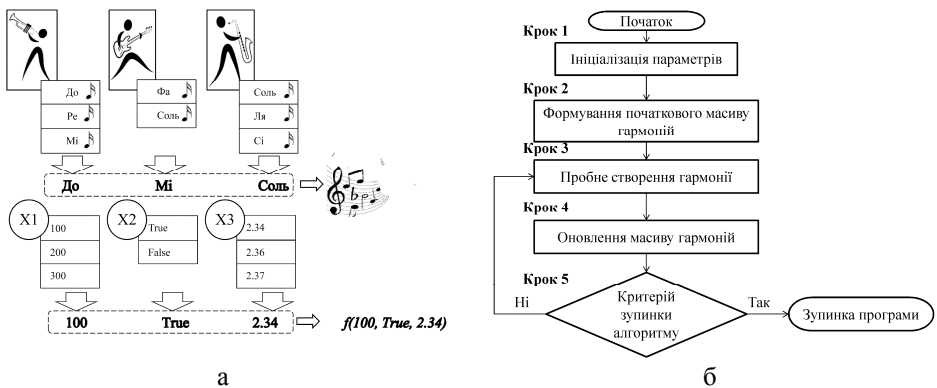 До
Ре
Мі
Фа
Соль
Соль
Ля
Сі
До Мі Соль
X1 X2 X3
100
200
300
True
False
2.34
2.36
2.37
100 True 2.34
f(100, True, 2.34)
а
Початок
Крок 1
Ініціалізація параметрів
Крок 2
Формування початкового масиву
гармоній
Крок 3
Пробне створення гармонії
Крок 4
Оновлення масиву гармоній
Крок 5
Ні
Критерій
зупинки
алгоритму
Так
Зупинка програми
б